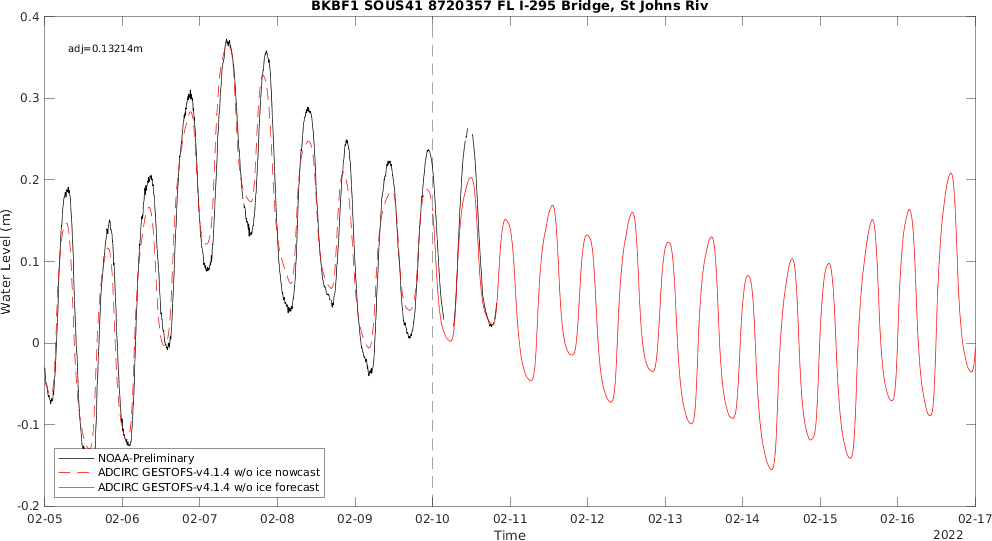 BKBF1 SOUS41 8720357 FL I-295 Bridge, St Johns Riv
adj=0.13214m
0.4
0.3
0.2
0.1
0
-0.1
-0.2
Water Level (m)
NOAA-Preliminary
ADCIRC GESTOFS-v4.1.4 w/o ice nowcast
ADCIRC GESTOFS-v4.1.4 w/o ice forecast
02-05 02-06 02-07 02-08 02-09 02-10 02-11 02-12 02-13 02-14 02-15 02-16 02-17
Time
2022